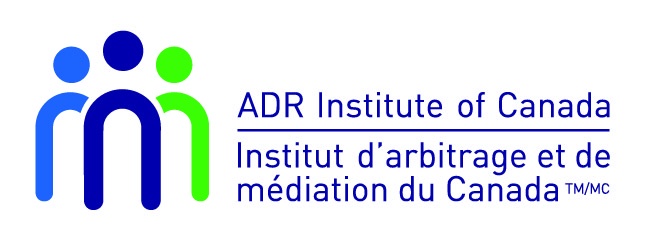 ADR Institute of Canada
Institut d'arbitrage et de
médiation du Canada TM/MC